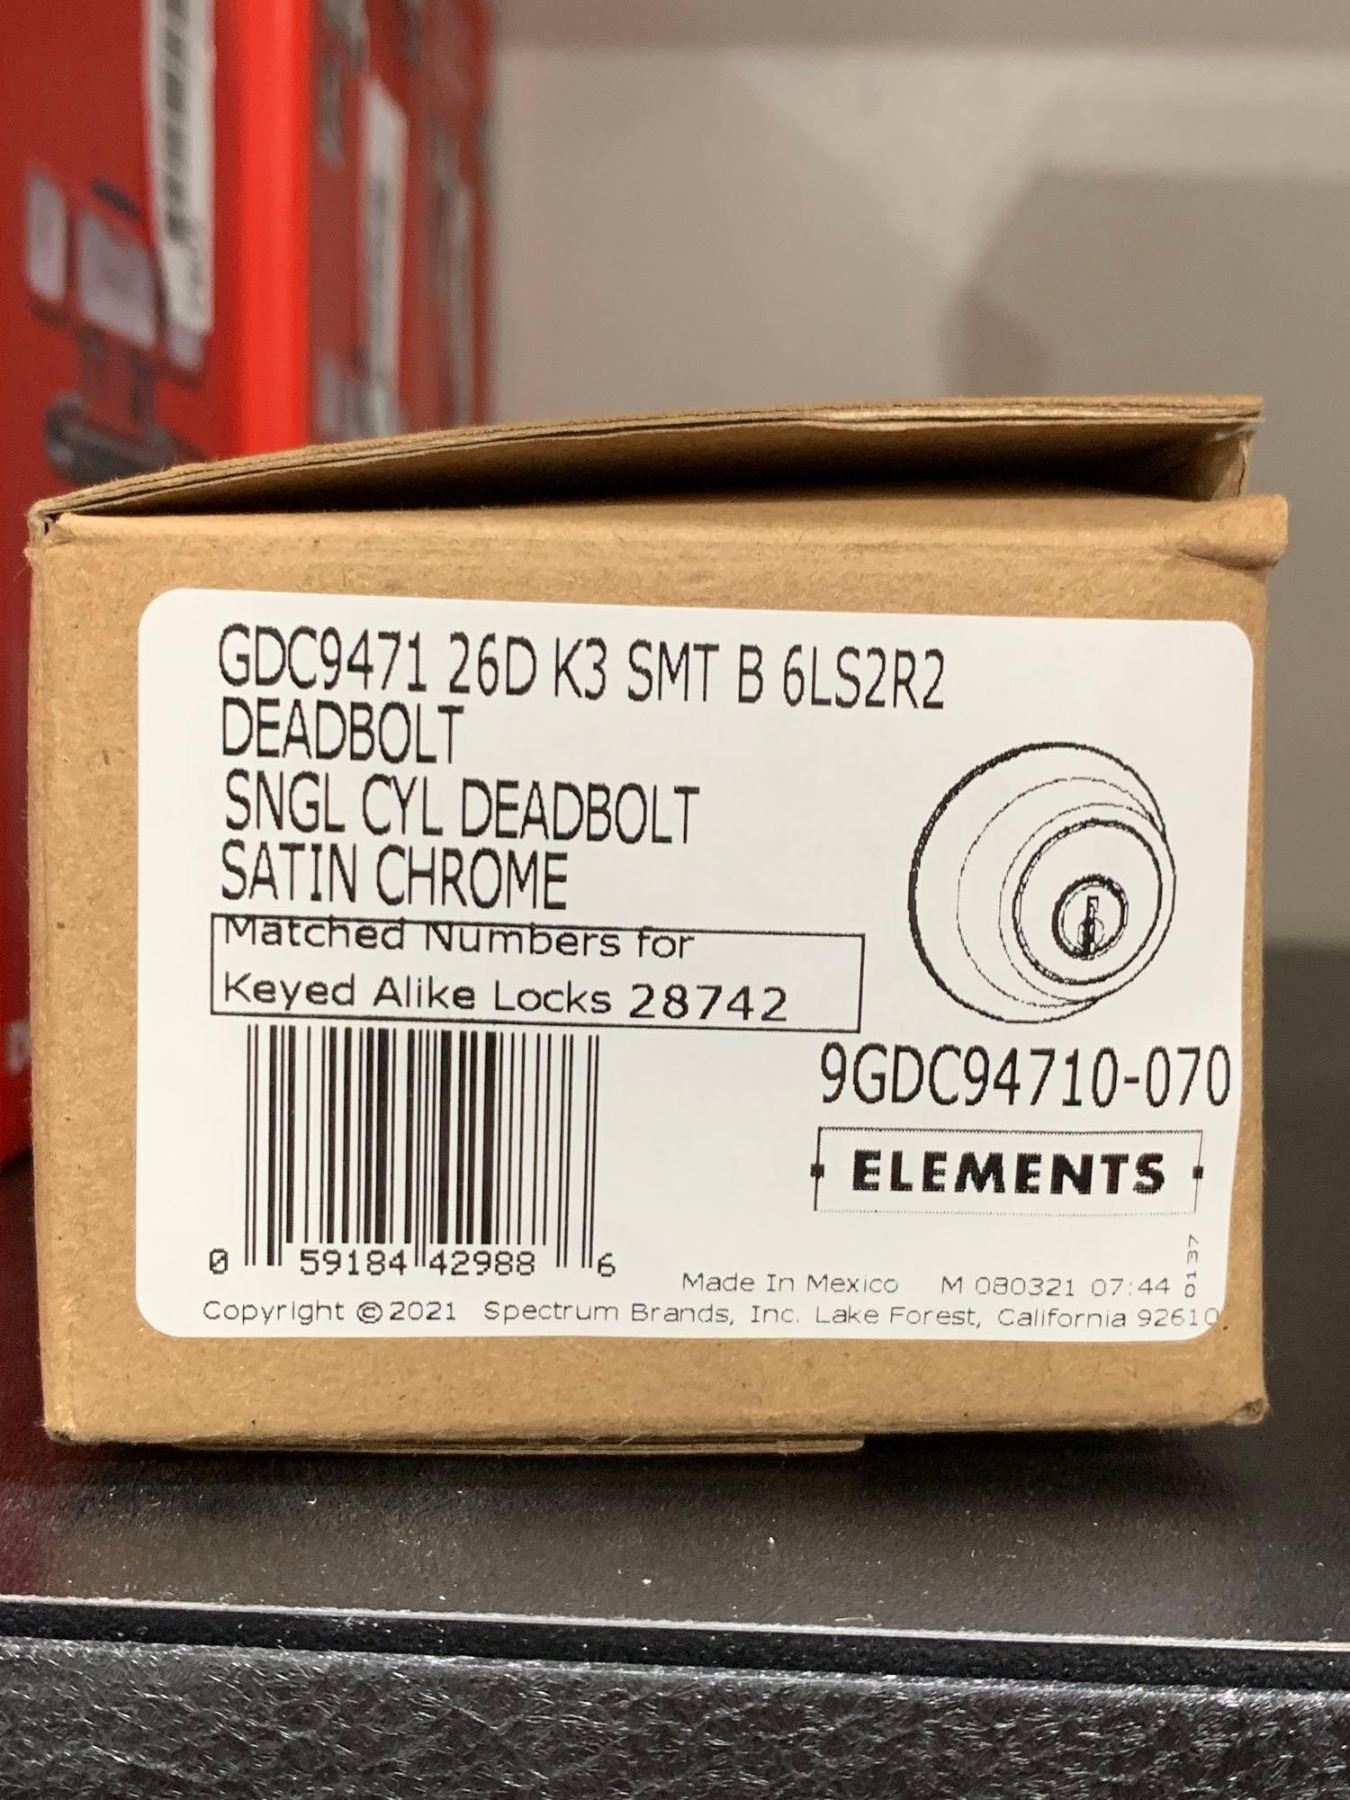 GDC9471 26D K3 SMT B 6LS2R2
DEADBOLT
SNGL CYL DEADBOLT
SATIN CHROME
Matched Numbers for
Keyed Alike Locks 28742
9GDC94710-070
ELEMENTS
0 59184 42988 6
Made In Mexico M 080321 07:44 0137
Copyright ©2021 Spectrum Brands, Inc. Lake Forest, California 92610